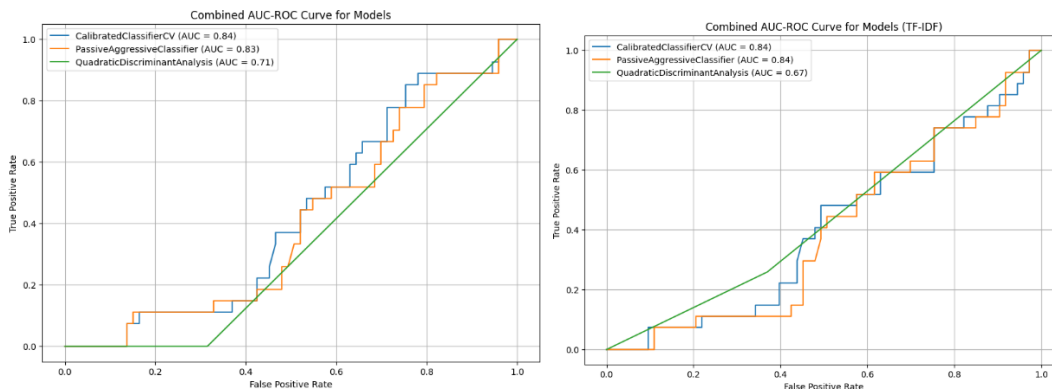 Combined AUC-ROC Curve for Models
CalibratedClassifierCV (AUC = 0.84)
PassiveAggressiveClassifier (AUC = 0.83)
QuadraticDiscriminantAnalysis (AUC = 0.71)
True Positive Rate
1.0
0.8
0.6
0.4
0.2
0.0
0.0 0.2 0.4 0.6 0.8 1.0
False Positive Rate
Combined AUC-ROC Curve for Models (TF-IDF)
CalibratedClassifierCV (AUC = 0.84)
PassiveAggressiveClassifier (AUC = 0.84)
QuadraticDiscriminantAnalysis (AUC = 0.67)
True Positive Rate
1.0
0.8
0.6
0.4
0.2
0.0
0.0 0.2 0.4 0.6 0.8 1.0
False Positive Rate